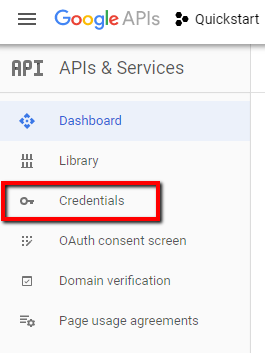 Google APIs Quickstart
API APIs & Services
Dashboard
Library
Credentials
OAuth consent screen
Domain verification
Page usage agreements